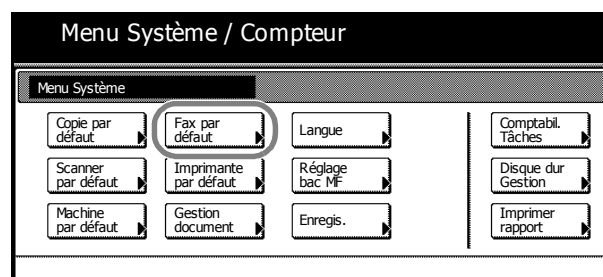 Menu Système / Compteur
Menu Système
Copie par
défaut
Fax par
défaut
Langue
Comptabil.
Tâches
Scanner
par défaut
Imprimante
par défaut
Réglage
bac MF
Disque dur
Gestion
Machine
par défaut
Gestion
document
Enregis.
Imprimer
rapport